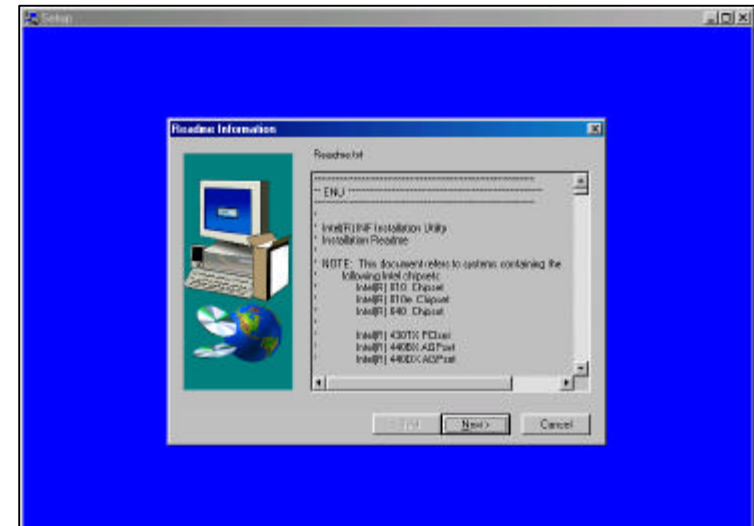 Setup
Readme Information
Readme.txt
** ENU **
Intel(R) INF Installation Utility
* Installation Readme
* NOTE: This document refers to systems containing the
* following Intel chipsets:
* Intel(R) 810 Chipset
* Intel(R) 810e Chipset
* Intel(R) 840 Chipset
* Intel(R) 430TX PCIset
* Intel(R) 440BX AGPset
* Intel(R) 440DX AGPset
Next >
Cancel